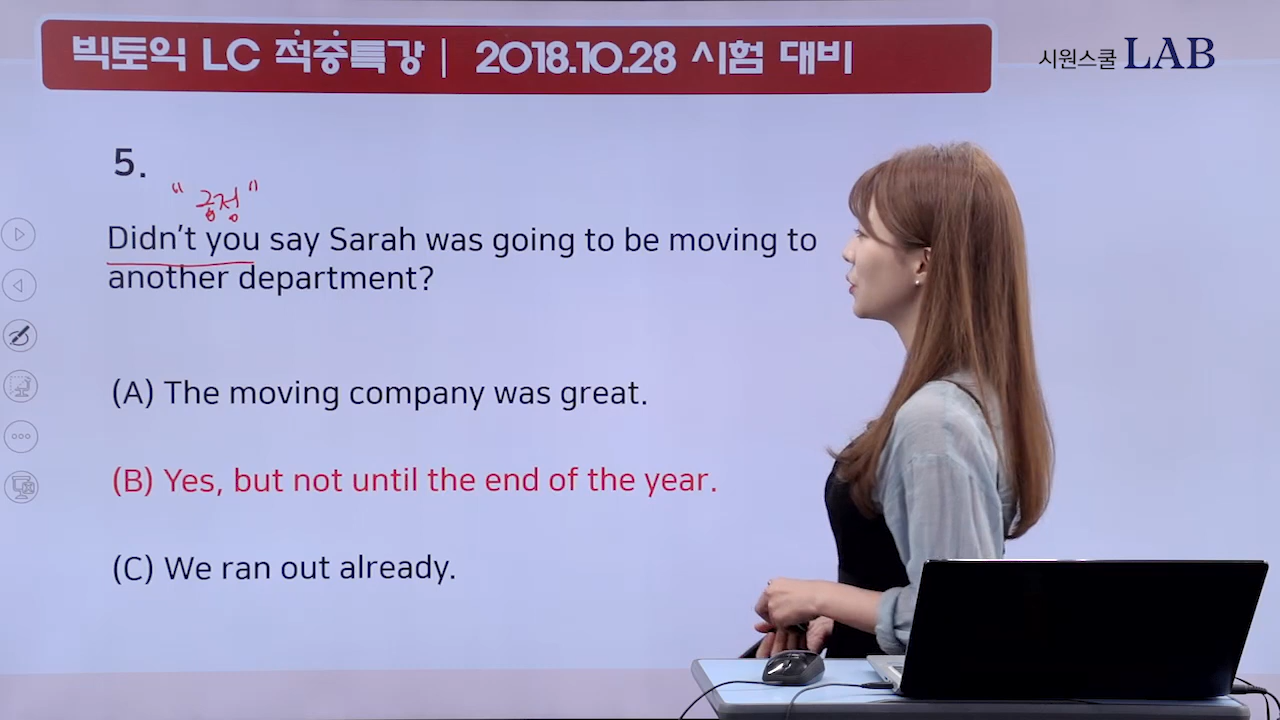 빅토익 LC 적중특강 | 2018.10.28 시험 대비
시원스쿨 LAB
5.
"긍정"
Didn't you say Sarah was going to be moving to
another department?
(A) The moving company was great.
(B) Yes, but not until the end of the year.
(C) We ran out already.